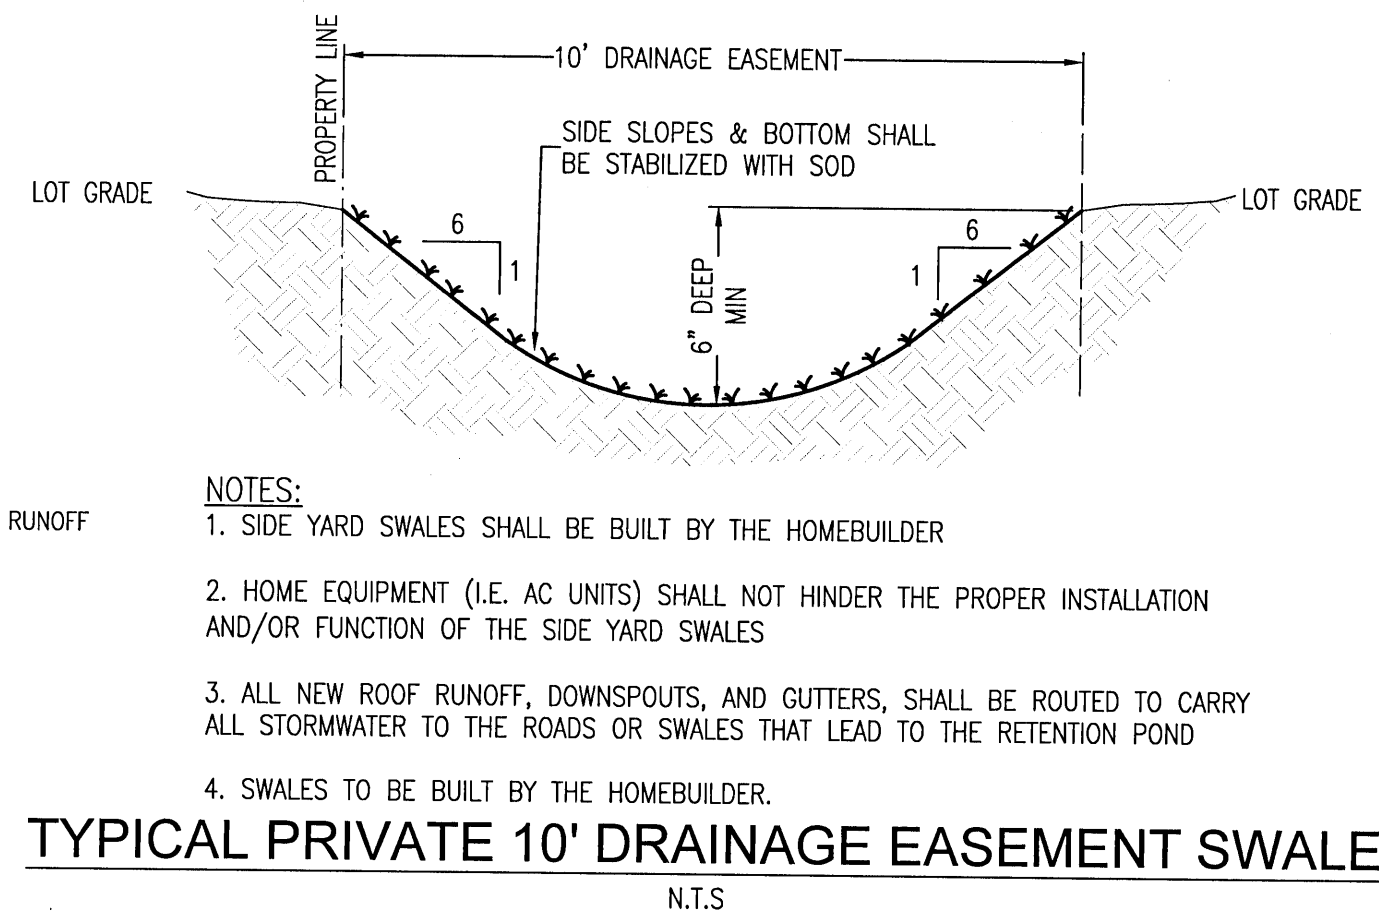 PROPERTY LINE
10' DRAINAGE EASEMENT
SIDE SLOPES & BOTTOM SHALL
BE STABILIZED WITH SOD
LOT GRADE
LOT GRADE
6
1
6" DEEP
MIN
6
1
NOTES:
RUNOFF
1. SIDE YARD SWALES SHALL BE BUILT BY THE HOMEBUILDER
2. HOME EQUIPMENT (I.E. AC UNITS) SHALL NOT HINDER THE PROPER INSTALLATION
AND/OR FUNCTION OF THE SIDE YARD SWALES
3. ALL NEW ROOF RUNOFF, DOWNSPOUTS, AND GUTTERS, SHALL BE ROUTED TO CARRY
ALL STORMWATER TO THE ROADS OR SWALES THAT LEAD TO THE RETENTION POND
4. SWALES TO BE BUILT BY THE HOMEBUILDER.
TYPICAL PRIVATE 10' DRAINAGE EASEMENT SWALE
N.T.S